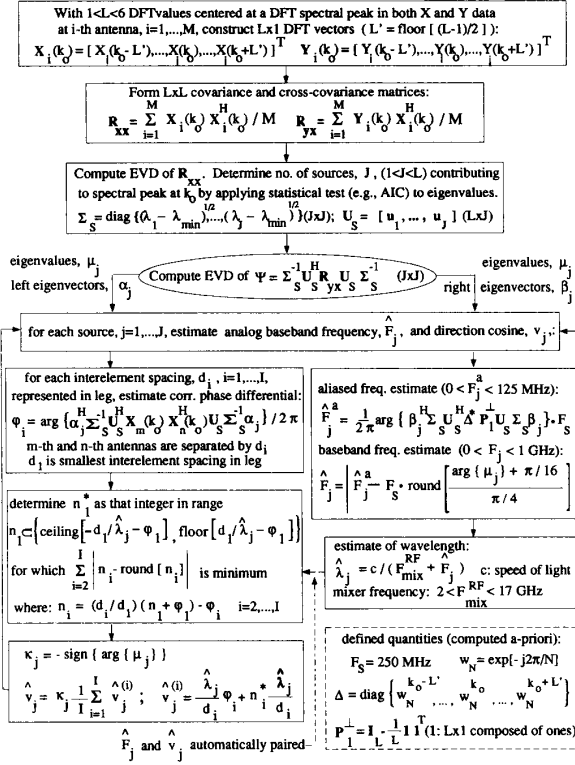 With 1<L<6 DFT values centered at a DFT spectral peak in both X and Y data
at i-th antenna, i=1,...,M, construct Lx1 DFT vectors ( L' = floor [ (L-1)/2 ] ):
X_i(k_o) = [ X_i(k_o- L'),...,X_i(k_o),...,X_i(k_o+L') ]^T Y_i(k_o) = [ Y_i(k_o- L'),...,Y_i(k_o),...,Y_i(k_o+L') ]^T
Form LxL covariance and cross-covariance matrices:
R_xx = Σ_{i=1}^{M} X_i(k_o) X_i^H(k_o) / M R_yx = Σ_{i=1}^{M} Y_i(k_o) X_i^H(k_o) / M
Compute EVD of R_xx. Determine no. of sources, J , (1<J<L) contributing
to spectral peak at k_o by applying statistical test (e.g., AIC) to eigenvalues.
Σ_S = diag {(λ_1 - λ_min)^{1/2},...,( λ_j - λ_min)^{1/2}}(JxJ); U_S = [ u_1 , ... , u_j ] (LxJ)
eigenvalues, μ_j
left eigenvectors, α_j
Compute EVD of Ψ = Σ_S^{-1} U_S^H R_yx U_S Σ_S^{-1} (JxJ)
eigenvalues, μ_j
right eigenvectors, β_j
for each source, j=1,...,J, estimate analog baseband frequency, F̂_j, and direction cosine, v_j,:
for each interelement spacing, d_i , i=1,...,I,
represented in leg, estimate corr. phase differential:
φ_i = arg {α_j^H Σ_S^{-1} U_S^H X_m(k_o) X_n^H(k_o) U_S Σ_S^{-1} α_j} / 2 π
m-th and n-th antennas are separated by d_i
d_1 is smallest interelement spacing in leg
aliased freq. estimate (0 < F_j^a < 125 MHz):
F̂_j^a = 1/2π arg { β_j^H Σ_S U_S^H Δ^* P_1^⊥ U_S Σ_S β_j }• F_S
baseband freq. estimate (0 < F_j < 1 GHz):
F̂_j = | F̂_j^a - F_S • round [ (arg { μ_j } + π /16) / (π /4) ] |
determine n_1^* as that integer in range
n_1 ⊂ { ceiling[- d_1/λ̂_j - φ_1] , floor[ d_1/λ̂_j - φ_1] }
for which Σ_{i=2}^{I} | n_i - round [ n_i ] | is minimum
where: n_i = (d_i / d_1) ( n_1 + φ_1) - φ_i i=2,...,I
estimate of wavelength:
λ̂_j = c / ( F_mix^RF + F̂_j ) c: speed of light
mixer frequency: 2 < F_mix^RF < 17 GHz
κ_j = - sign { arg { μ_j} }
v̂_j = κ_j 1/I Σ_{i=1}^{I} v̂_j^(i) ; v̂_j^(i) = λ̂_j/d_i φ_i + n_i^* λ̂_j/d_i
defined quantities (computed a-priori):
F_S = 250 MHz w_N = exp[- j2π/N]
Δ = diag { w_N^{k_o - L'} , ... , w_N^{k_o} , ... , w_N^{k_o + L'} }
P_1^⊥ = I_L - 1/L 1 1^T (1: Lx1 composed of ones)
F̂_j and v̂_j automatically paired